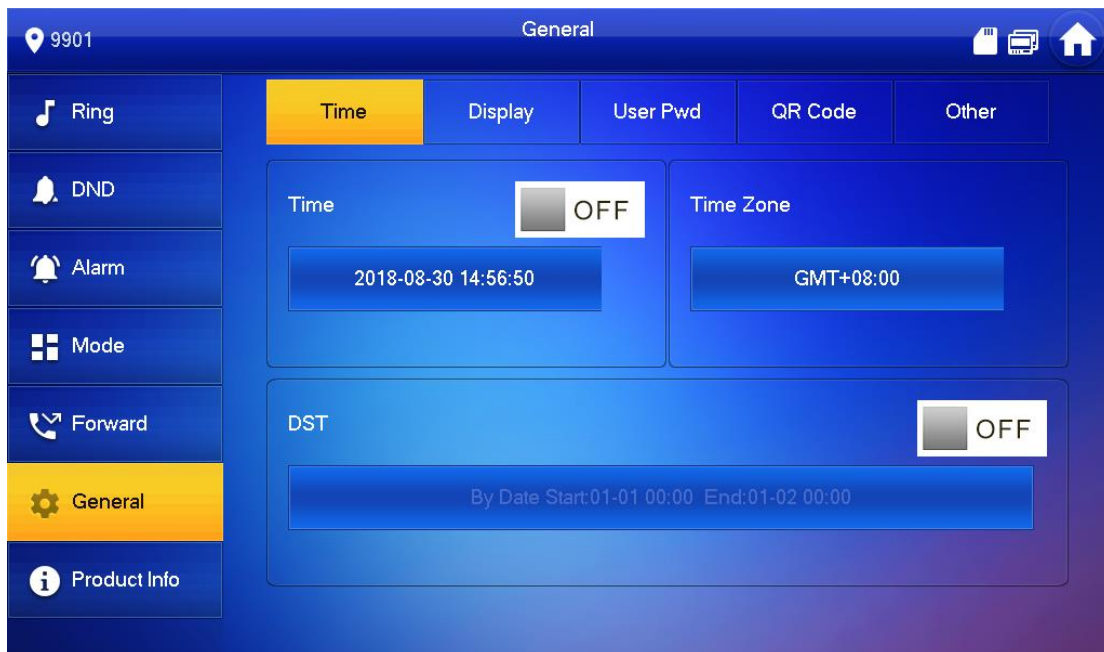 9901
General
Ring
DND
Alarm
Mode
Forward
General
Product Info
Time
Display
User Pwd
QR Code
Other
Time
OFF
2018-08-30 14:56:50
Time Zone
GMT+08:00
DST
OFF
By Date Start:01-01 00:00 End:01-02 00:00